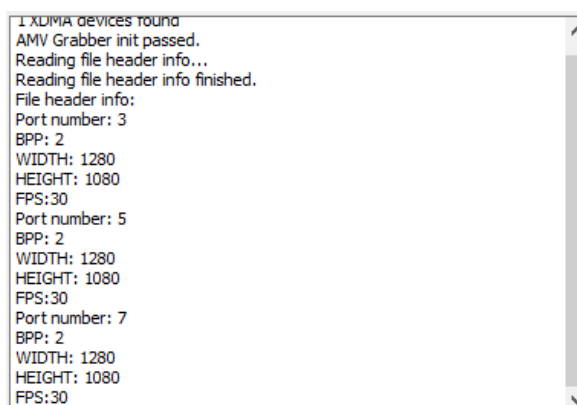 1 XDMA devices found
AMV Grabber init passed.
Reading file header info...
Reading file header info finished.
File header info:
Port number: 3
BPP: 2
WIDTH: 1280
HEIGHT: 1080
FPS:30
Port number: 5
BPP: 2
WIDTH: 1280
HEIGHT: 1080
FPS:30
Port number: 7
BPP: 2
WIDTH: 1280
HEIGHT: 1080
FPS:30